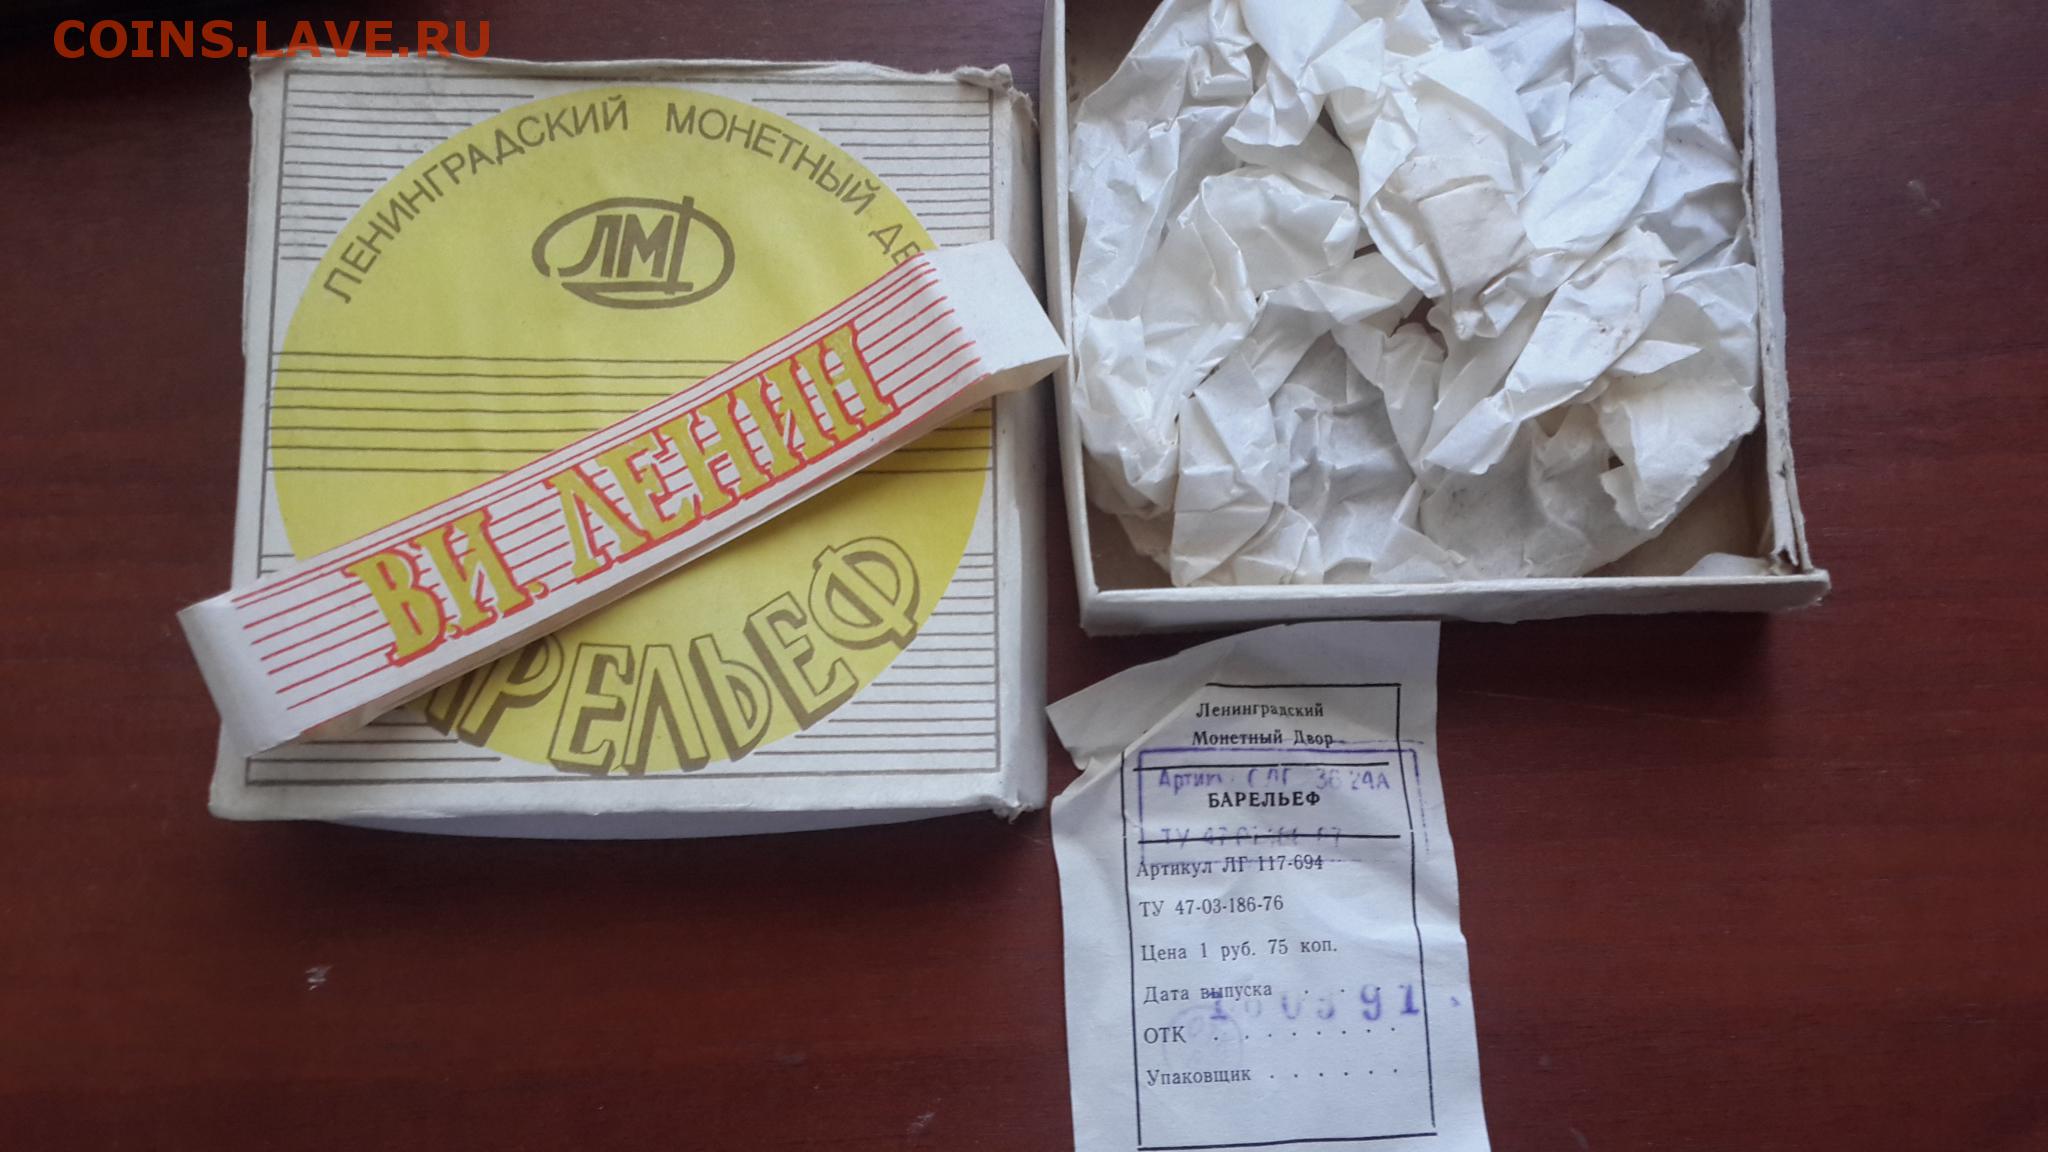 COINS.LAVE.RU
ЛЕНИНГРАДСКИЙ МОНЕТНЫЙ
ЛМД
В.И. ЛЕНИН
РЕЛЬЕФ
Ленинградский
Монетный Двор
БАРЕЛЬЕФ
Артикул ЛГ 117-694
ТУ 47-03-186-76
Цена 1 руб. 75 коп.
Дата выпуска
ОТК
Упаковщик